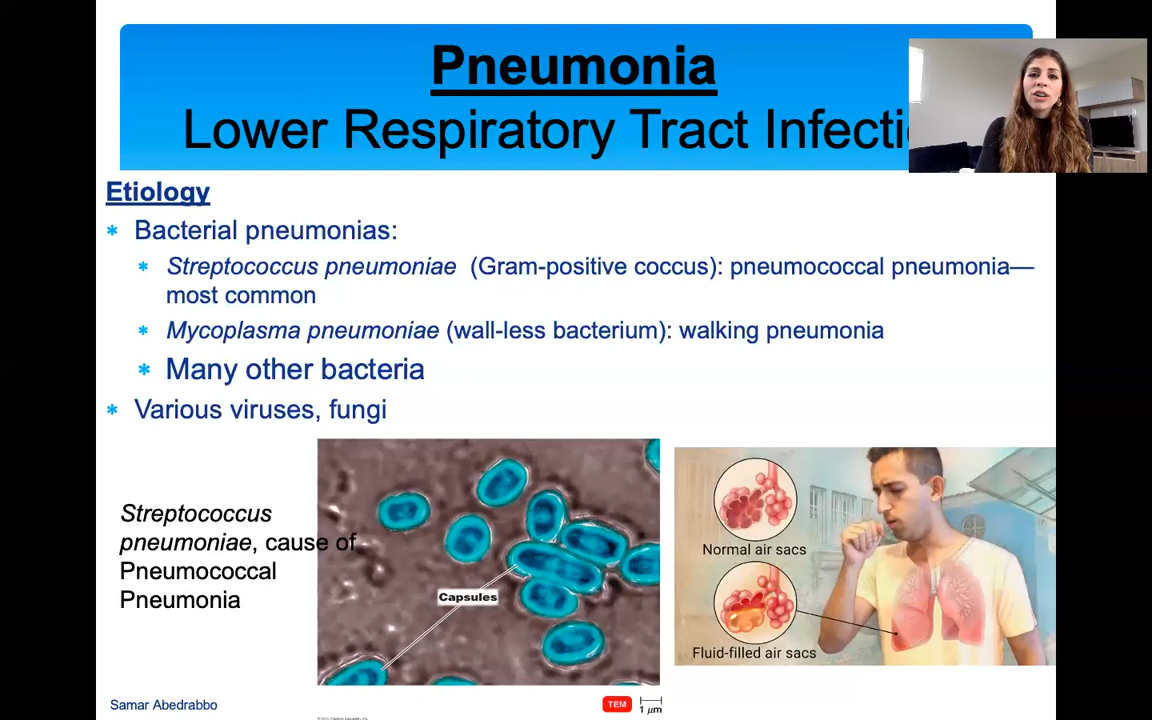 Pneumonia
Lower Respiratory Tract Infecti
Etiology
* Bacterial pneumonias:
* Streptococcus pneumoniae (Gram-positive coccus): pneumococcal pneumonia—
most common
* Mycoplasma pneumoniae (wall-less bacterium): walking pneumonia
* Many other bacteria
* Various viruses, fungi
Streptococcus
pneumoniae, cause of
Pneumococcal
Pneumonia
Capsules
Normal air sacs
Fluid-filled air sacs
Samar Abedrabbo
TEM
1 µm